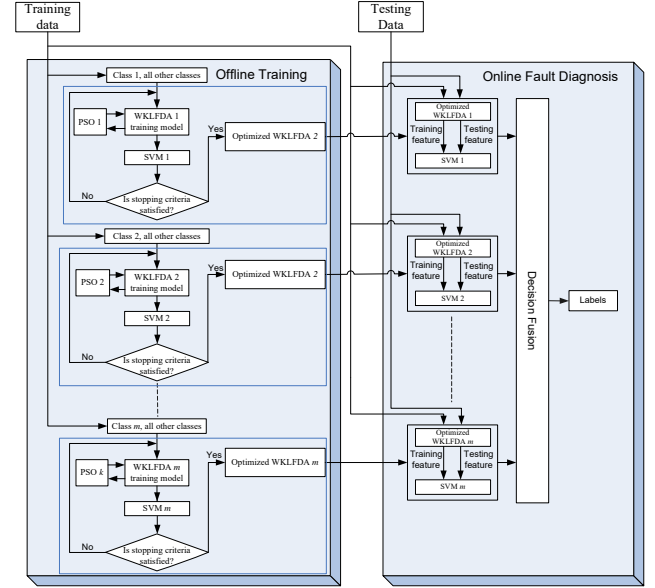 Training
data
Testing
Data
Offline Training
Online Fault Diagnosis
Class 1, all other classes
PSO 1
WKLFDA 1
training model
SVM 1
Is stopping criteria
satisfied?
No
Yes
Optimized WKLFDA 2
Optimized
WKLFDA 1
Training
feature
Testing
feature
SVM 1
Class 2, all other classes
PSO 2
WKLFDA 2
training model
SVM 2
Is stopping criteria
satisfied?
No
Yes
Optimized WKLFDA 2
Optimized
WKLFDA 2
Training
feature
Testing
feature
SVM 2
Class m, all other classes
PSO k
WKLFDA m
training model
SVM m
Is stopping criteria
satisfied?
No
Yes
Optimized WKLFDA m
Optimized
WKLFDA m
Training
feature
Testing
feature
SVM m
Decision Fusion
Labels